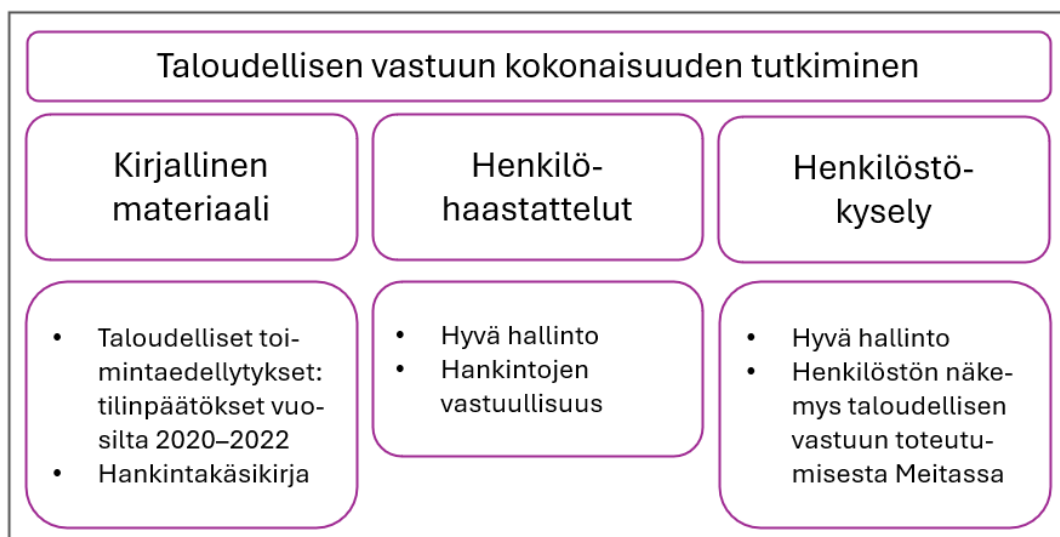 Taloudellisen vastuun kokonaisuuden tutkiminen
Kirjallinen
materiaali
Henkilö-
haastattelut
Henkilöstö-
kysely
• Taloudelliset toi-
mintaedellytykset:
tilinpäätökset vuo-
silta 2020–2022
• Hankintakäsikirja
• Hyvä hallinto
• Hankintojen
vastuullisuus
• Hyvä hallinto
• Henkilöstön näke-
mys taloudellisen
vastuun toteutu-
misesta Meitassa